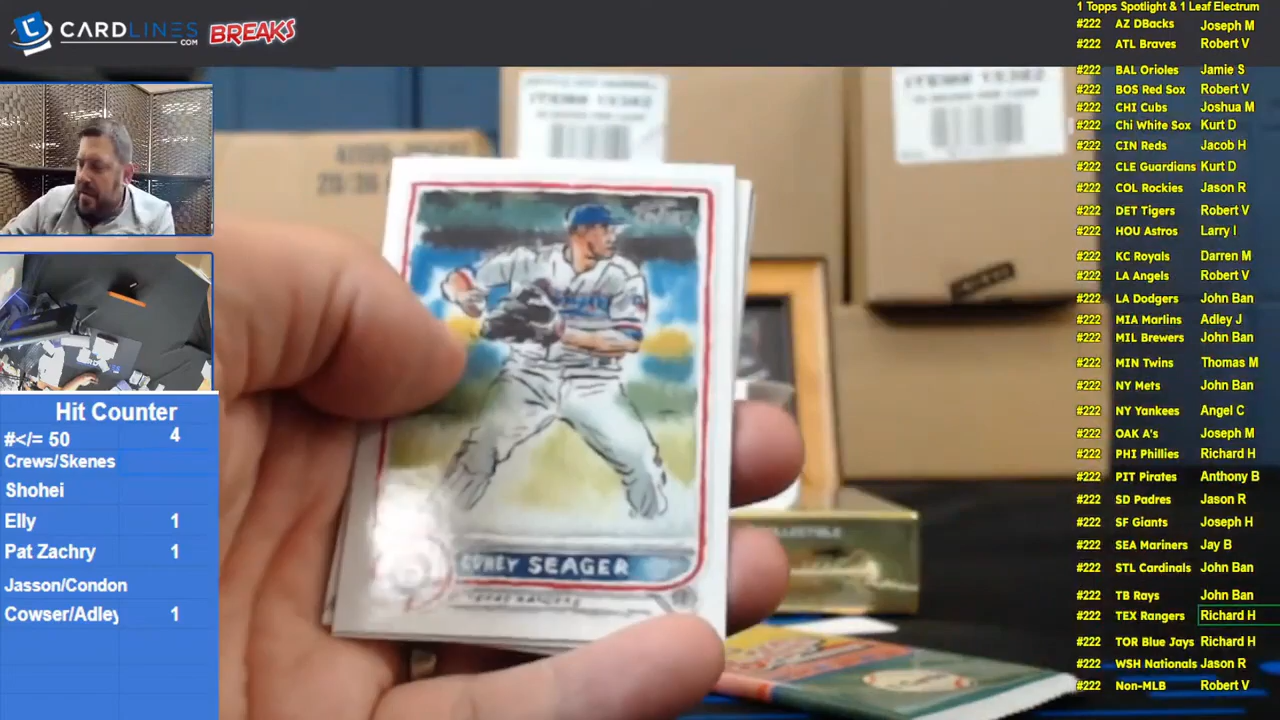 CARDLINES
.COM
BREAKS
1 Topps Spotlight & 1 Leaf Electrum
#222 AZ DBacks Joseph M
#222 ATL Braves Robert V
#222 BAL Orioles Jamie S
#222 BOS Red Sox Robert V
#222 CHI Cubs Joshua M
#222 Chi White Sox Kurt D
#222 CIN Reds Jacob H
#222 CLE Guardians Kurt D
#222 COL Rockies Jason R
#222 DET Tigers Robert V
#222 HOU Astros Larry I
#222 KC Royals Darren M
#222 LA Angels Robert V
#222 LA Dodgers John Ban
#222 MIA Marlins Adley J
#222 MIL Brewers John Ban
#222 MIN Twins Thomas M
#222 NY Mets John Ban
#222 NY Yankees Angel C
#222 OAK A's Joseph M
#222 PHI Phillies Richard H
#222 PIT Pirates Anthony B
#222 SD Padres Jason R
#222 SF Giants Joseph H
#222 SEA Mariners Jay B
#222 STL Cardinals John Ban
#222 TB Rays John Ban
#222 TEX Rangers Richard H
#222 TOR Blue Jays Richard H
#222 WSH Nationals Jason R
#222 Non-MLB Robert V
Hit Counter
#</= 50 4
Crews/Skenes
Shohei
Elly 1
Pat Zachry 1
Jasson/Condon
Cowser/Adley 1
COREY SEAGER